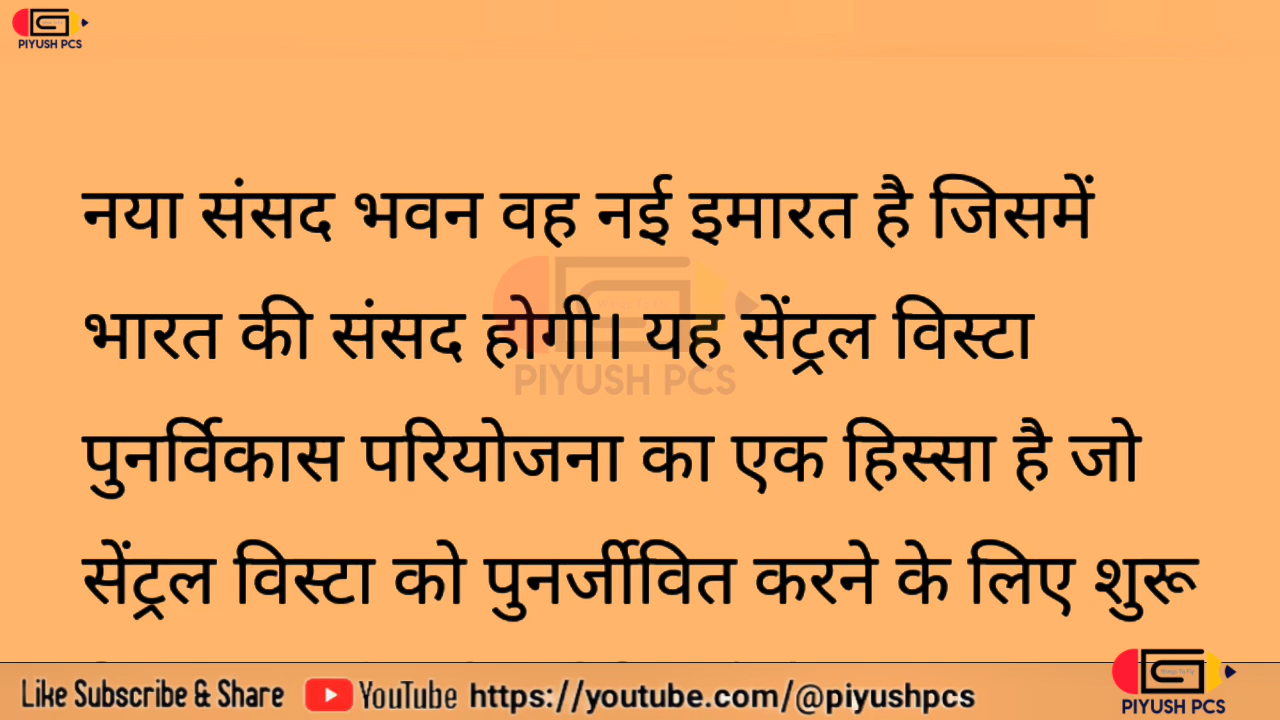 PIYUSH PCS
नया संसद भवन वह नई इमारत है जिसमें
भारत की संसद होगी। यह सेंट्रल विस्टा
PIYUSH PCS
पुनर्विकास परियोजना का एक हिस्सा है जो
सेंट्रल विस्टा को पुनर्जीवित करने के लिए शुरू
Like Subscribe & Share YouTube https://youtube.com/@piyushpcs
PIYUSH PCS